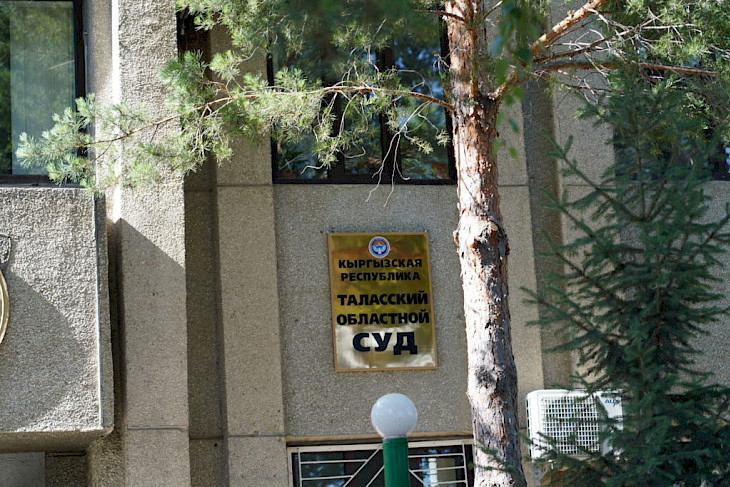 КЫРГЫЗСКАЯ
РЕСПУБЛИКА
ТАЛАССКИЙ
ОБЛАСТНОЙ
СУД